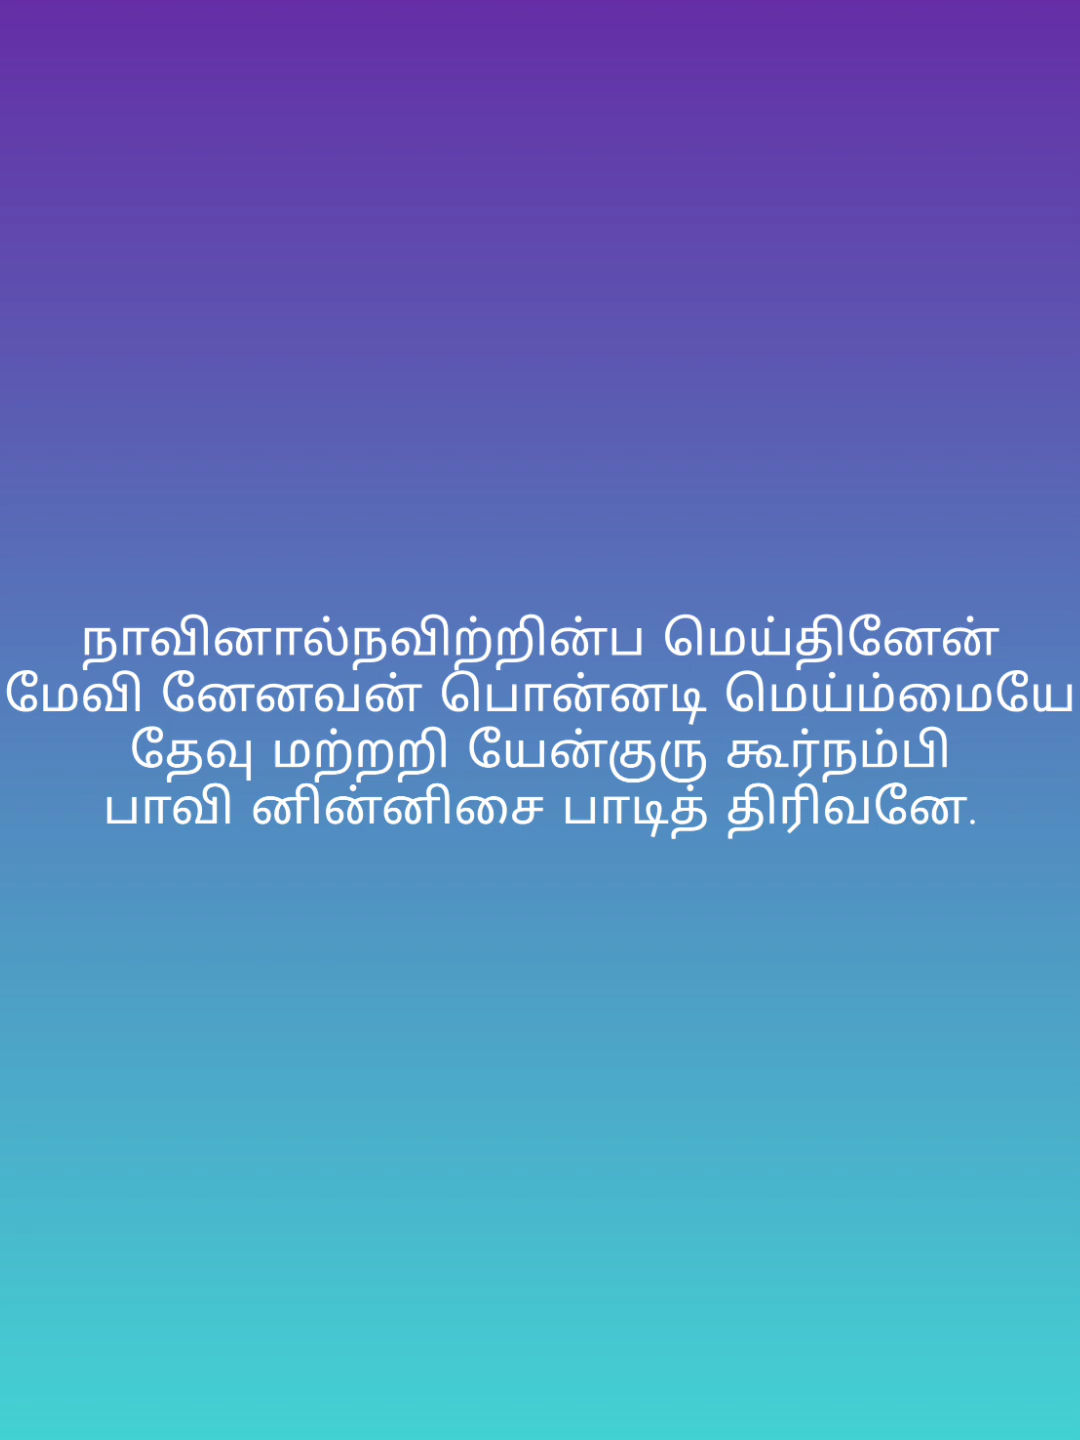 நாவினால்நவிற்றின்ப மெய்தினேன்
மேவி னேனவன் பொன்னடி மெய்ம்மையே
தேவு மற்றறி யேன்குரு கூர்நம்பி
பாவி னின்னிசை பாடித் திரிவனே.